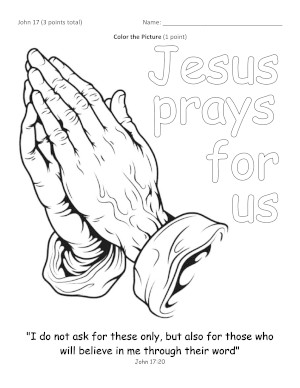 John 17 (3 points total) Name: ______________________
Color the Picture (1 point)
Jesus
prays
for
us
"I do not ask for these only, but also for those who
will believe in me through their word"
John 17:20